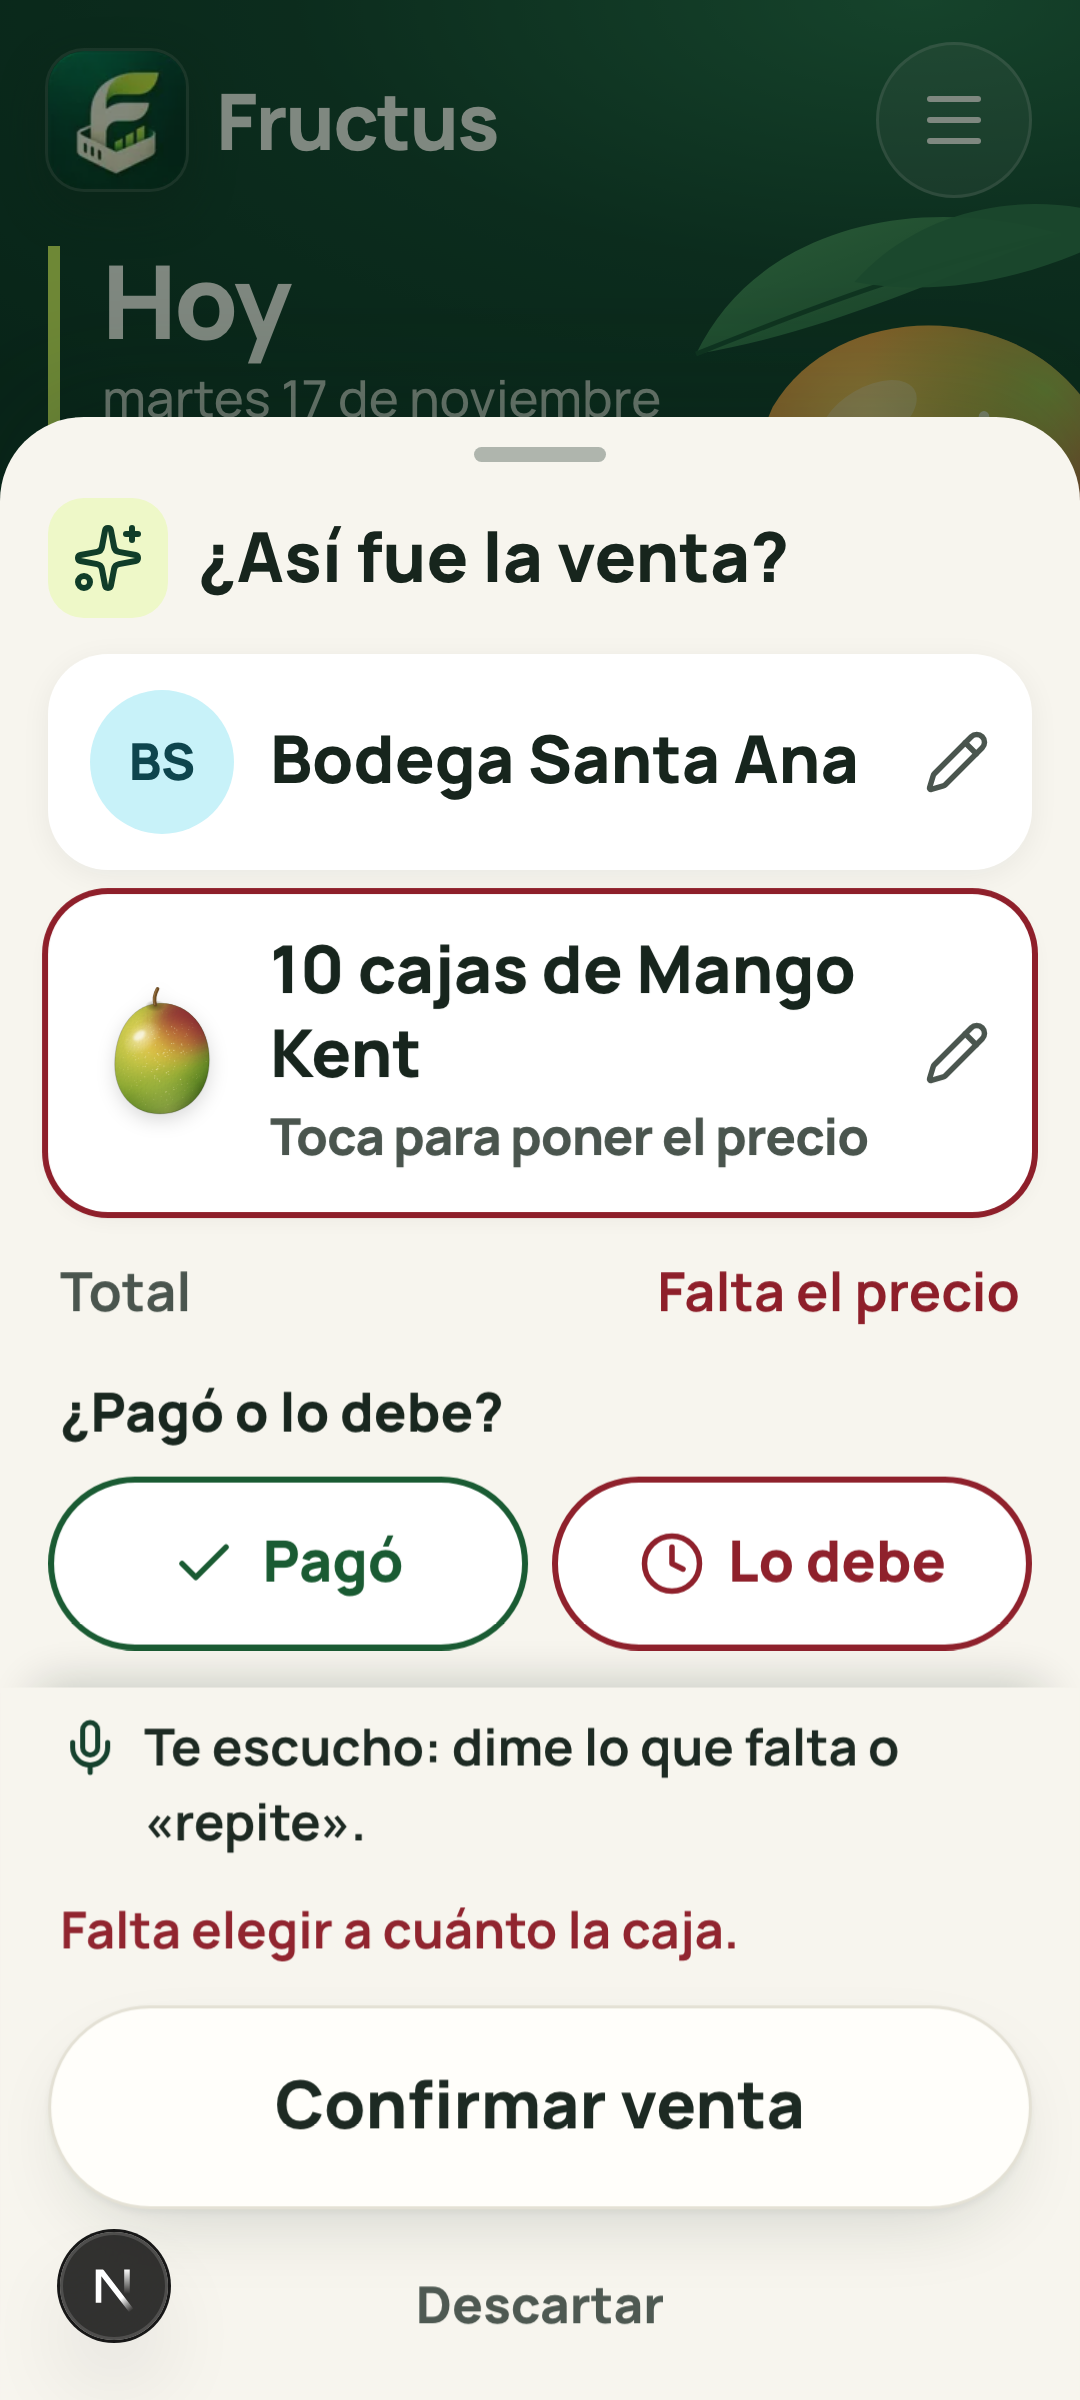 Fructus
Hoy
martes 17 de noviembre
¿Así fue la venta?
BS
Bodega Santa Ana
10 cajas de Mango
Kent
Toca para poner el precio
Total
Falta el precio
¿Pagó o lo debe?
Pagó
Lo debe
Te escucho: dime lo que falta o
«repite».
Falta elegir a cuánto la caja.
Confirmar venta
N
Descartar